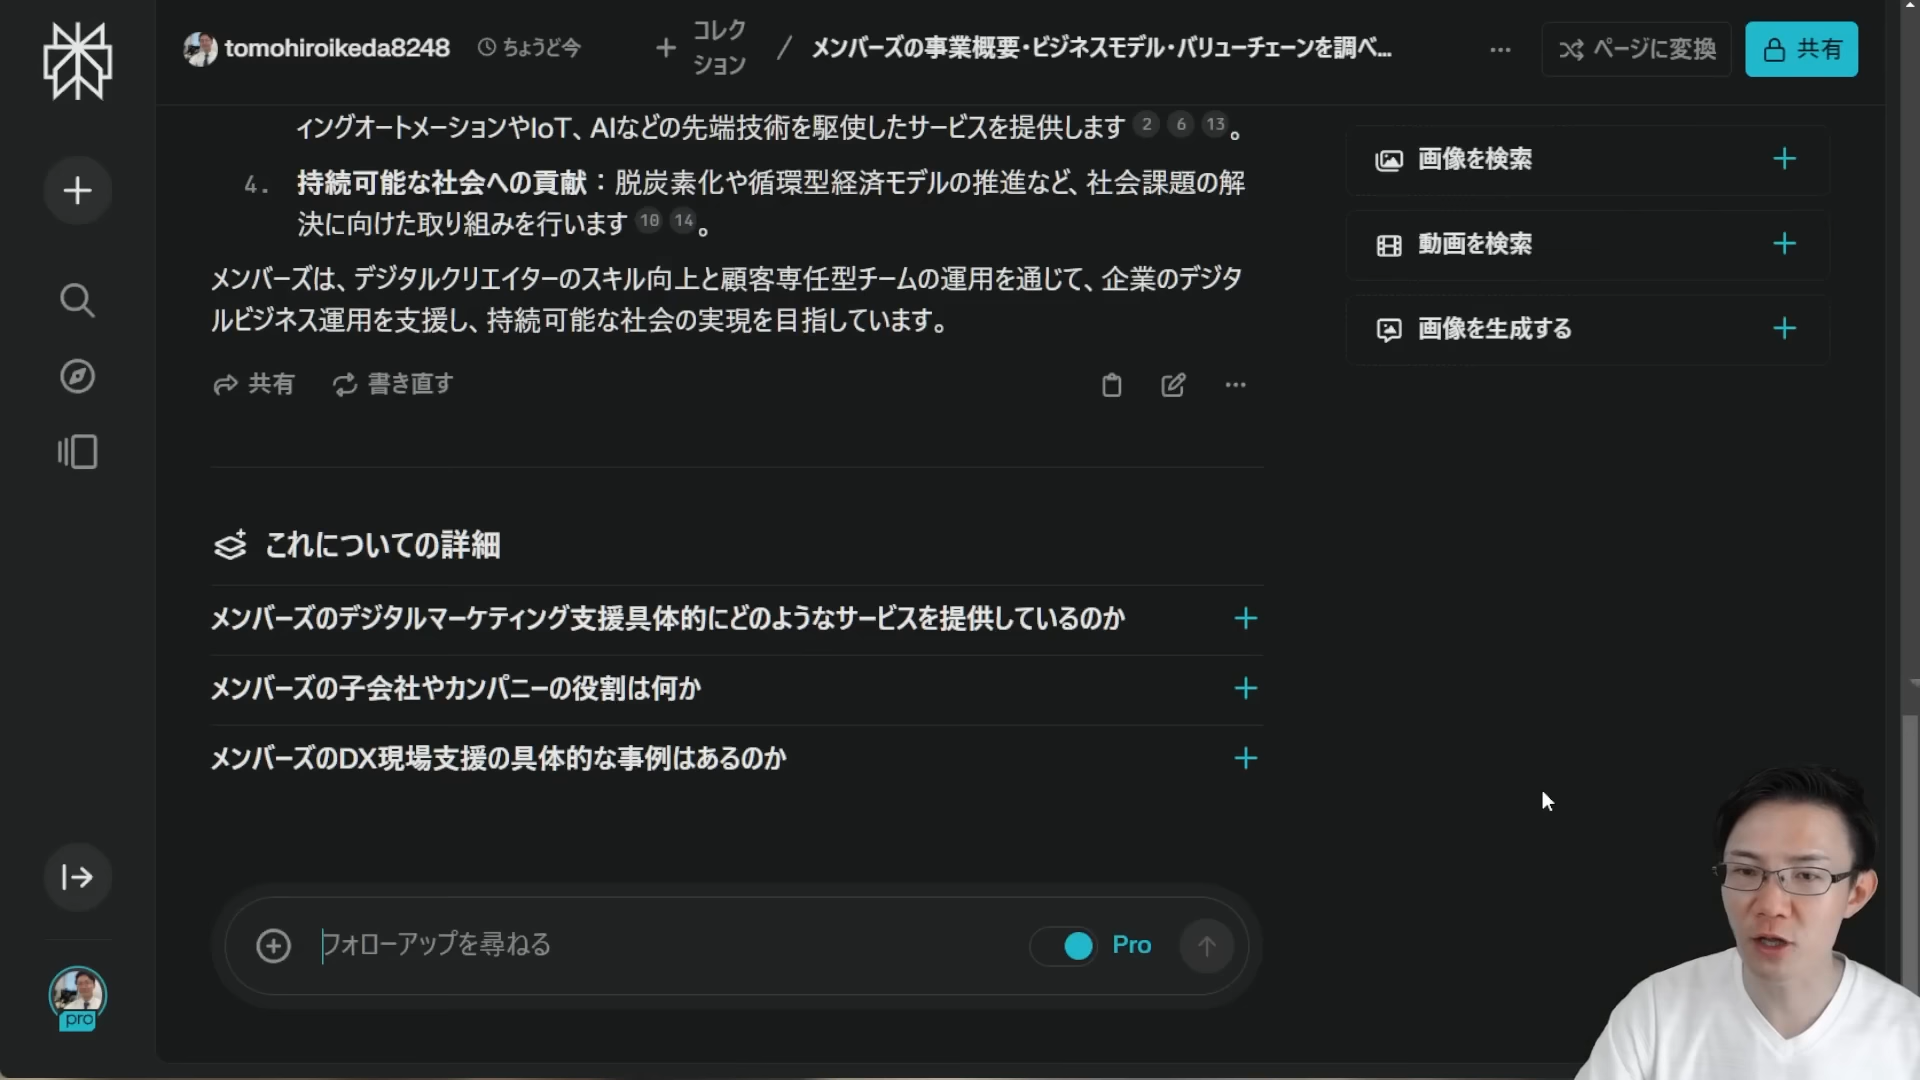 tomohiroikeda8248
ちょうど今
コレク
ション
/
メンバーズの事業概要・ビジネスモデル・バリューチェーンを調べ...
ページに変換
共有
ィングオートメーションやIoT、AIなどの先端技術を駆使したサービスを提供します 2 6 13 。
4. 持続可能な社会への貢献：脱炭素化や循環型経済モデルの推進など、社会課題の解
決に向けた取り組みを行います 10 14 。
メンバーズは、デジタルクリエイターのスキル向上と顧客専任型チームの運用を通じて、企業のデジタ
ルビジネス運用を支援し、持続可能な社会の実現を目指しています。
共有
書き直す
画像を検索
動画を検索
画像を生成する
これについての詳細
メンバーズのデジタルマーケティング支援具体的にどのようなサービスを提供しているのか
メンバーズの子会社やカンパニーの役割は何か
メンバーズのDX現場支援の具体的な事例はあるのか
フォローアップを尋ねる
Pro
pro